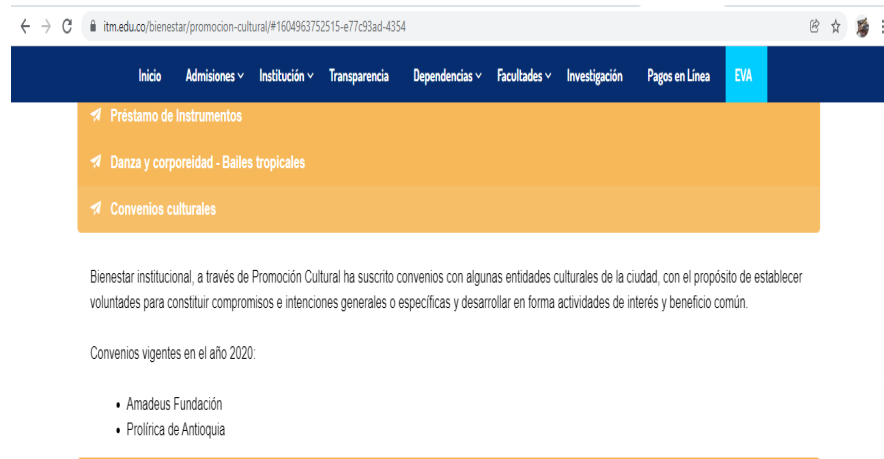 itm.edu.co/bienestar/promocion-cultural/#1604963752515-e77c93ad-4354
Inicio Admisiones Institución Transparencia Dependencias Facultades Investigación Pagos en Línea EVA
Préstamo de Instrumentos
Danza y corporeidad - Bailes tropicales
Convenios culturales
Bienestar institucional, a través de Promoción Cultural ha suscrito convenios con algunas entidades culturales de la ciudad, con el propósito de establecer
voluntades para constituir compromisos e intenciones generales o específicas y desarrollar en forma actividades de interés y beneficio común.
Convenios vigentes en el año 2020:
• Amadeus Fundación
• Prolírica de Antioquia